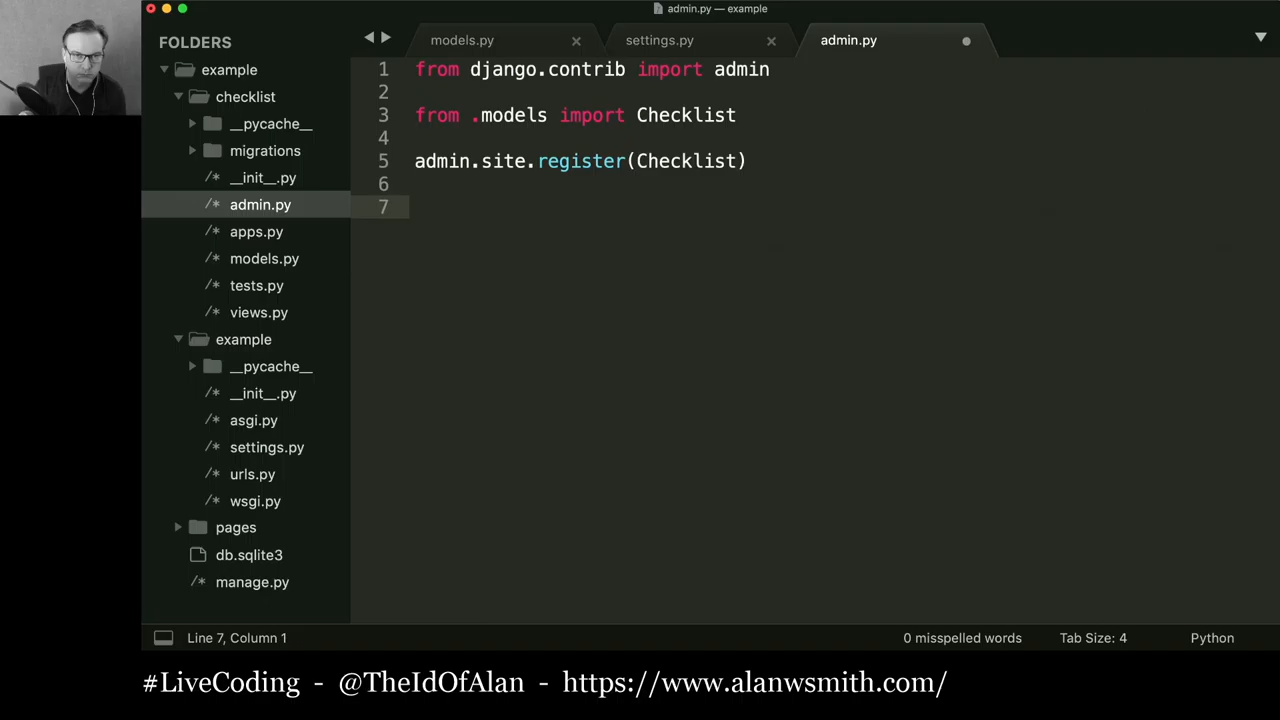 admin.py — example
FOLDERS
example
checklist
__pycache__
migrations
/* __init__.py
/* admin.py
/* apps.py
/* models.py
/* tests.py
/* views.py
example
__pycache__
/* __init__.py
/* asgi.py
/* settings.py
/* urls.py
/* wsgi.py
pages
db.sqlite3
/* manage.py
models.py
settings.py
admin.py
1 from django.contrib import admin
2
3 from .models import Checklist
4
5 admin.site.register(Checklist)
6
7
Line 7, Column 1
0 misspelled words
Tab Size: 4
Python
#LiveCoding - @TheIdOfAlan - https://www.alanwsmith.com/